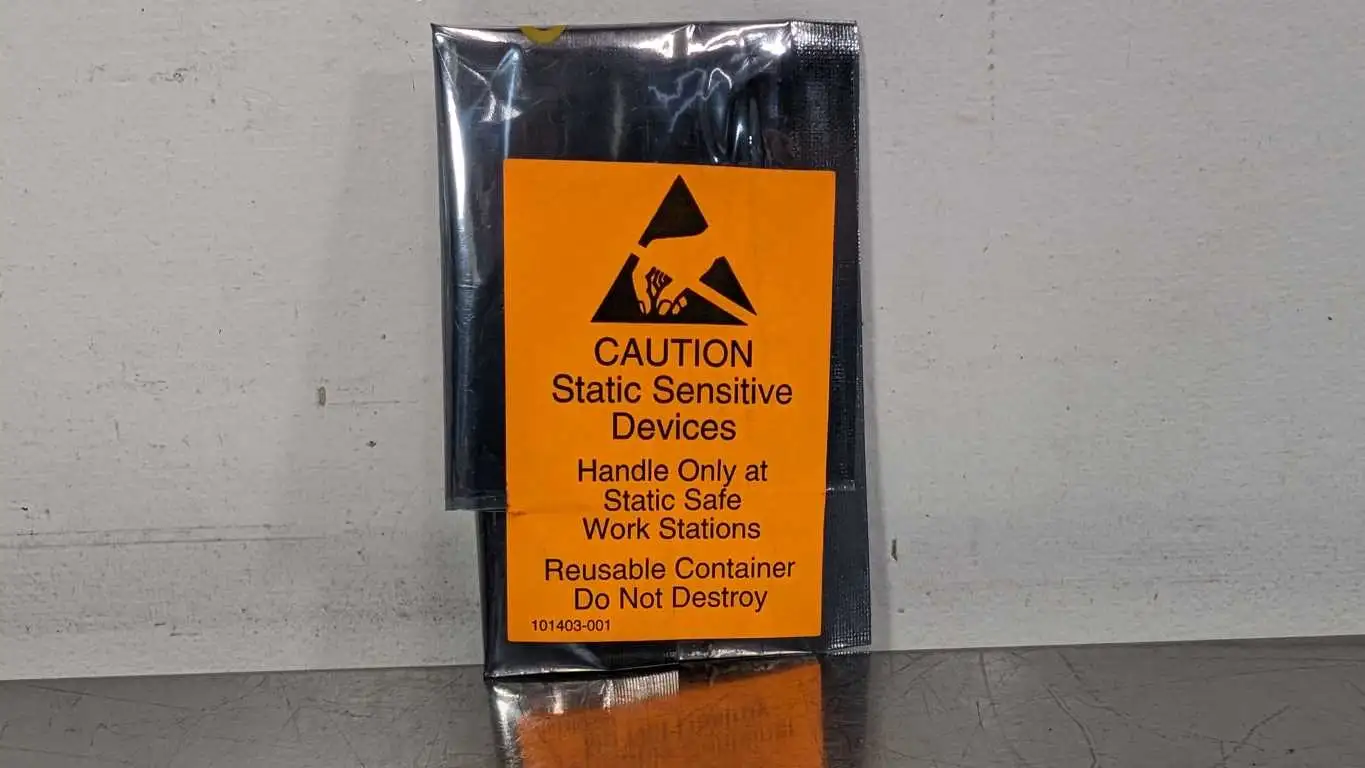 CAUTION
Static Sensitive
Devices
Handle Only at
Static Safe
Work Stations
Reusable Container
Do Not Destroy
101403-001